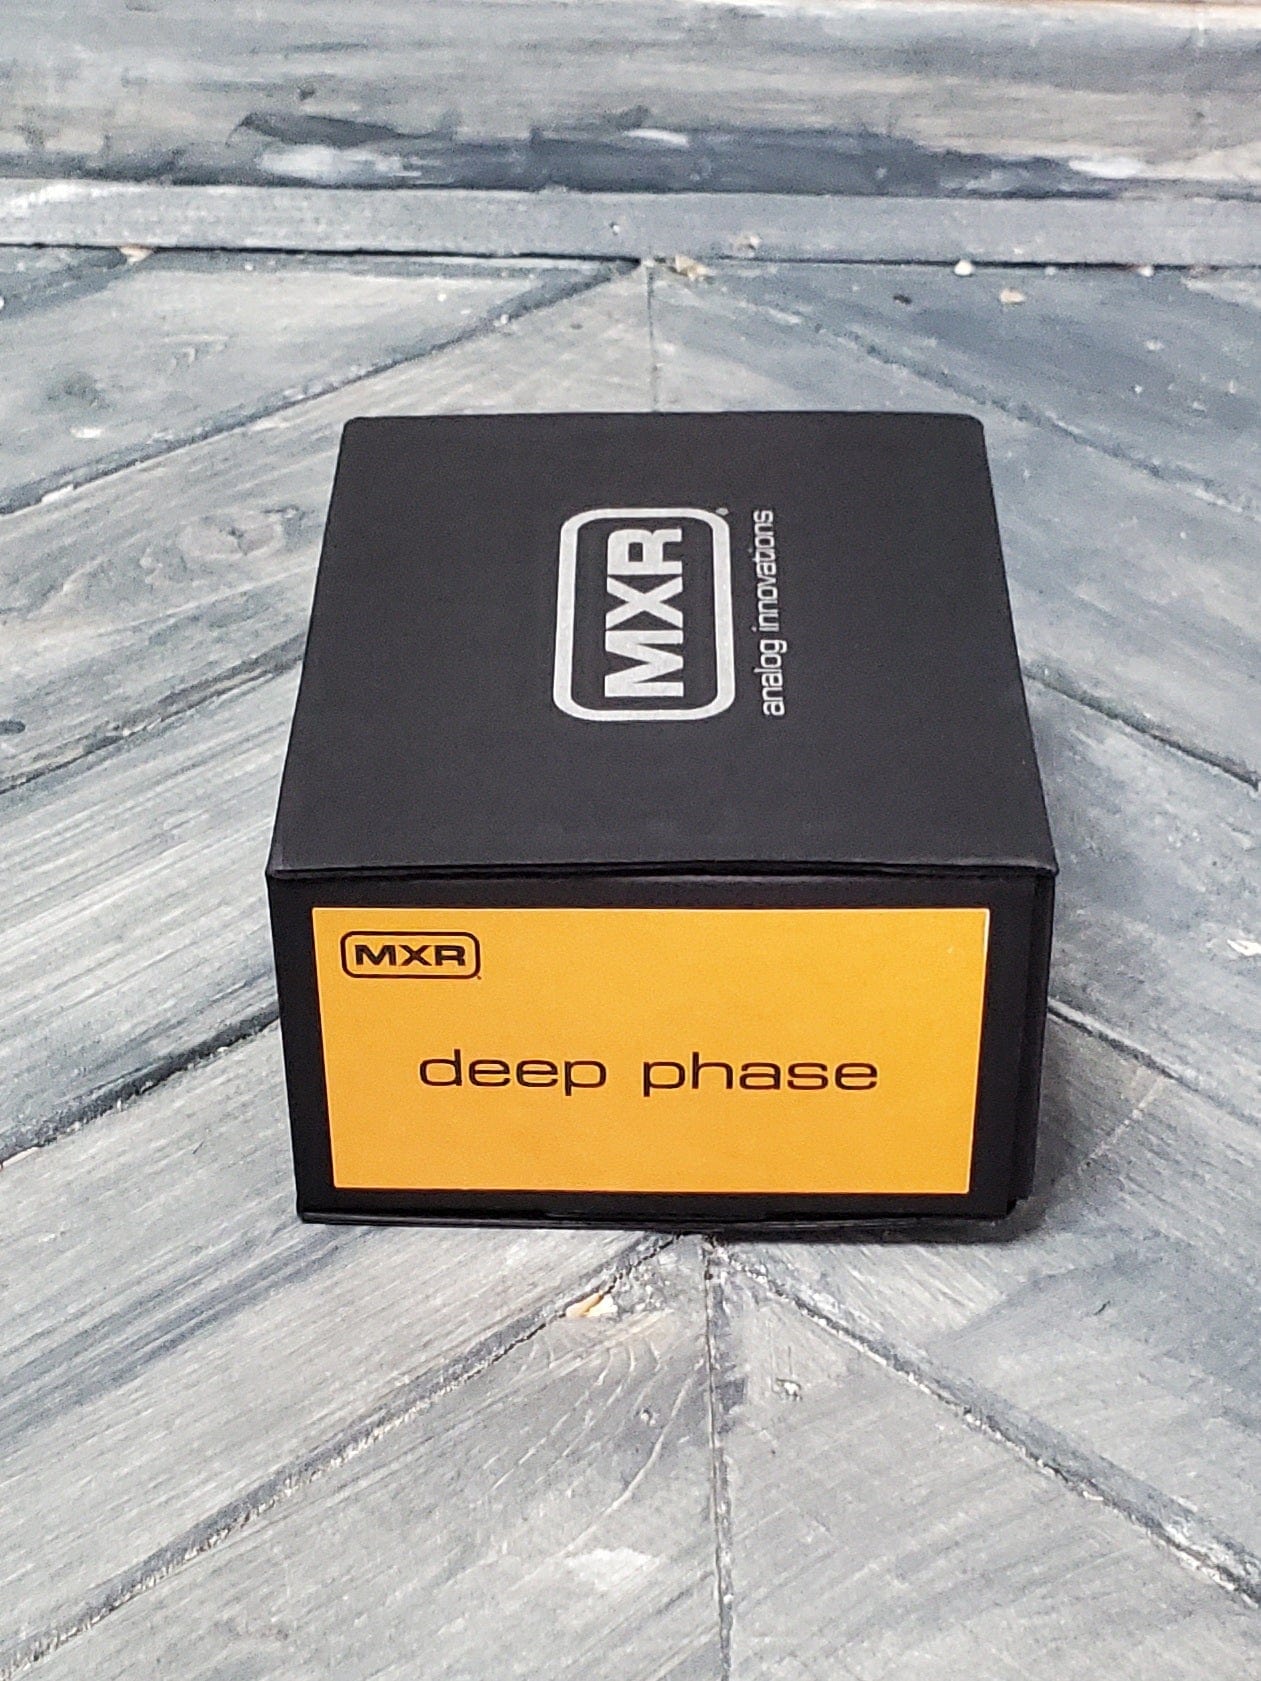 MXR
analog innovations
MXR
deep phase